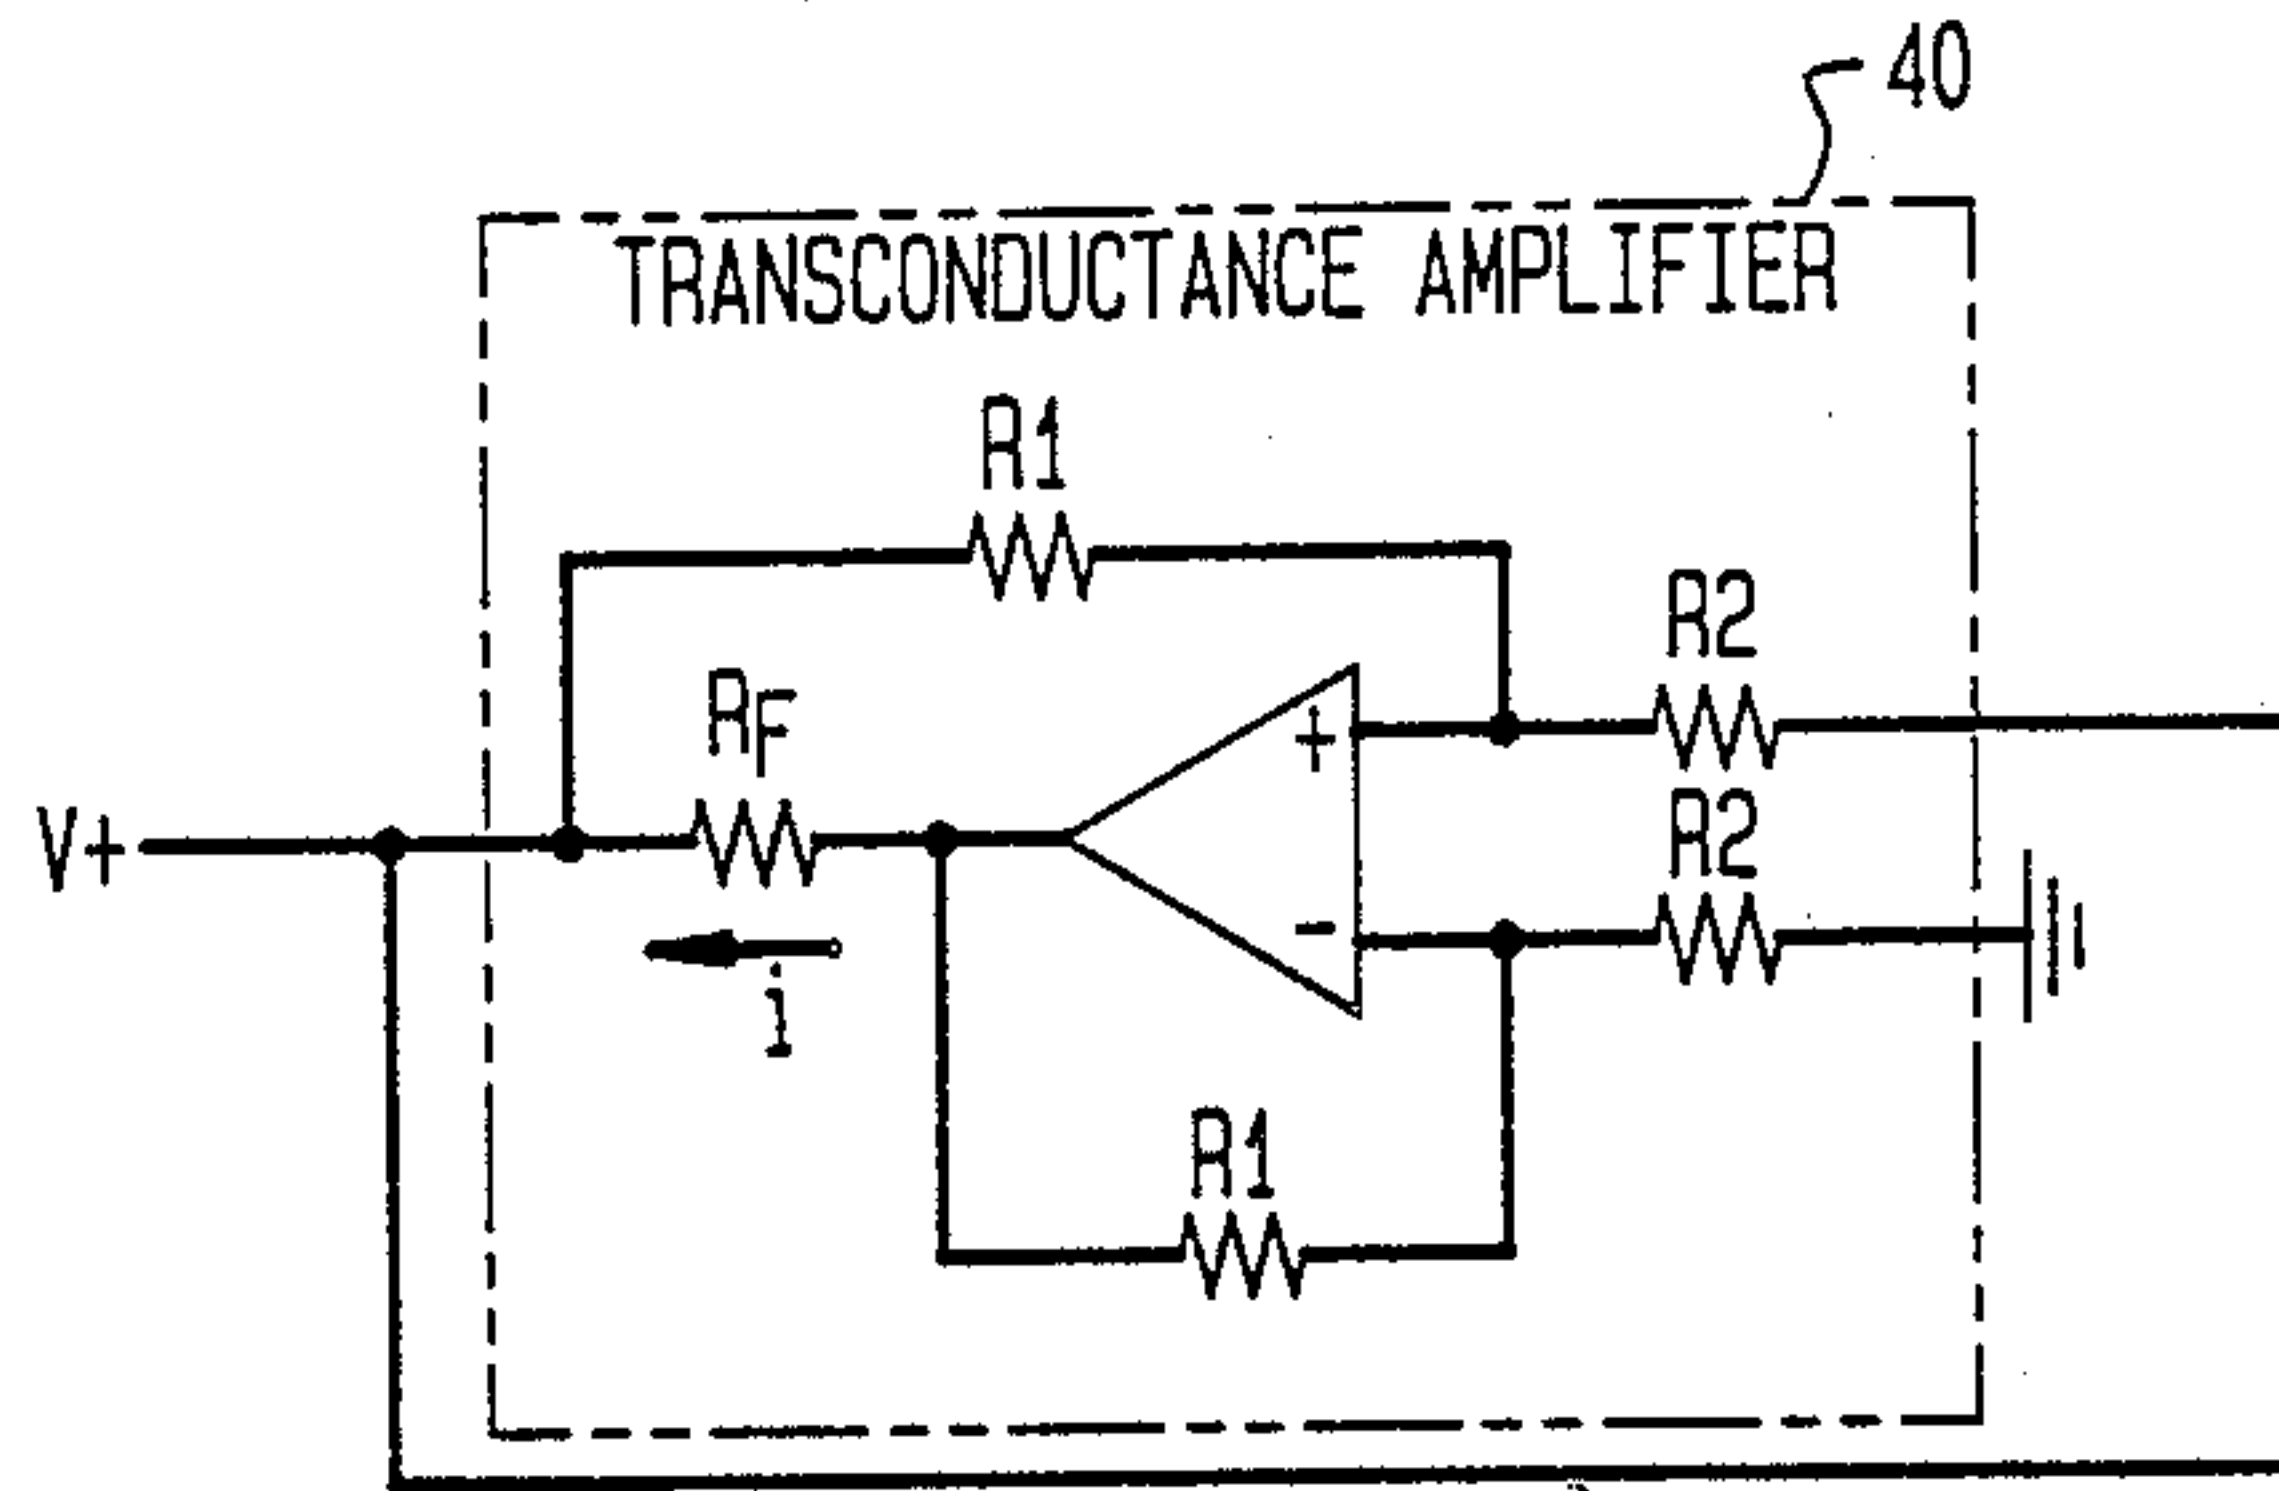 40
TRANSCONDUCTANCE AMPLIFIER
R1
R2
RF
+
V+
R2
-
i
R1